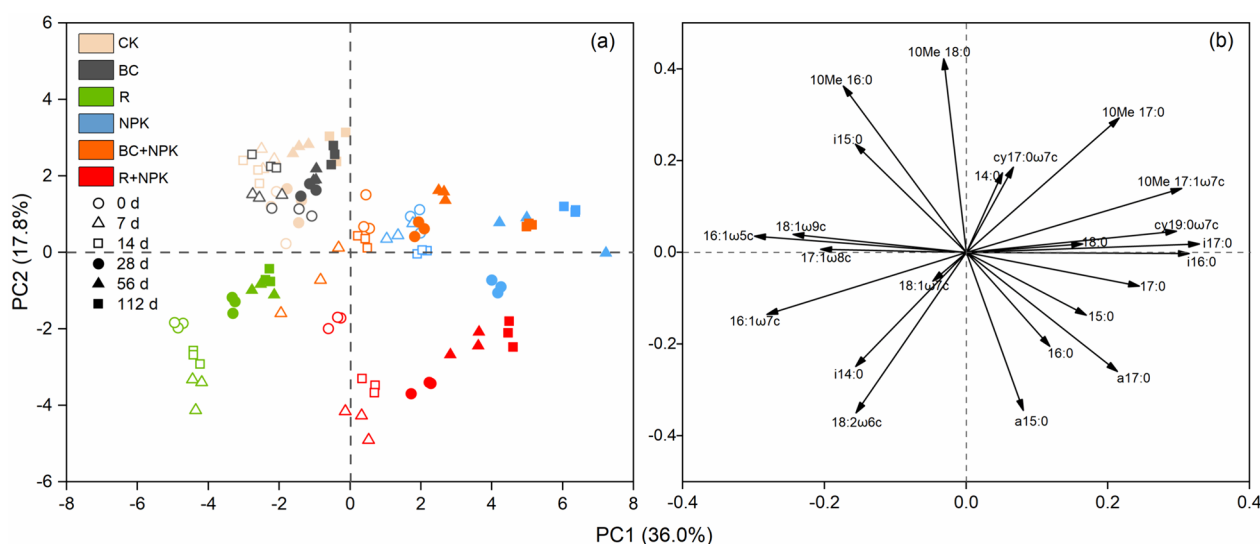 (a)
CK
BC
R
NPK
BC+NPK
R+NPK
0 d
7 d
14 d
28 d
56 d
112 d
6
4
2
0
-2
-4
-6
PC2 (17.8%)
-8
-6
-4
-2
0
2
4
6
8
(b)
10Me 18:0
10Me 16:0
10Me 17:0
i15:0
cy17:0ω7c
14:0
10Me 17:1ω7c
cy19:0ω7c
18:1ω9c
16:1ω5c
18:0
i17:0
17:1ω8c
i16:0
18:1ω7c
17:0
16:1ω7c
15:0
16:0
i14:0
a17:0
18:2ω6c
a15:0
0.4
0.2
0.0
-0.2
-0.4
-0.4
-0.2
0.0
0.2
0.4
PC1 (36.0%)